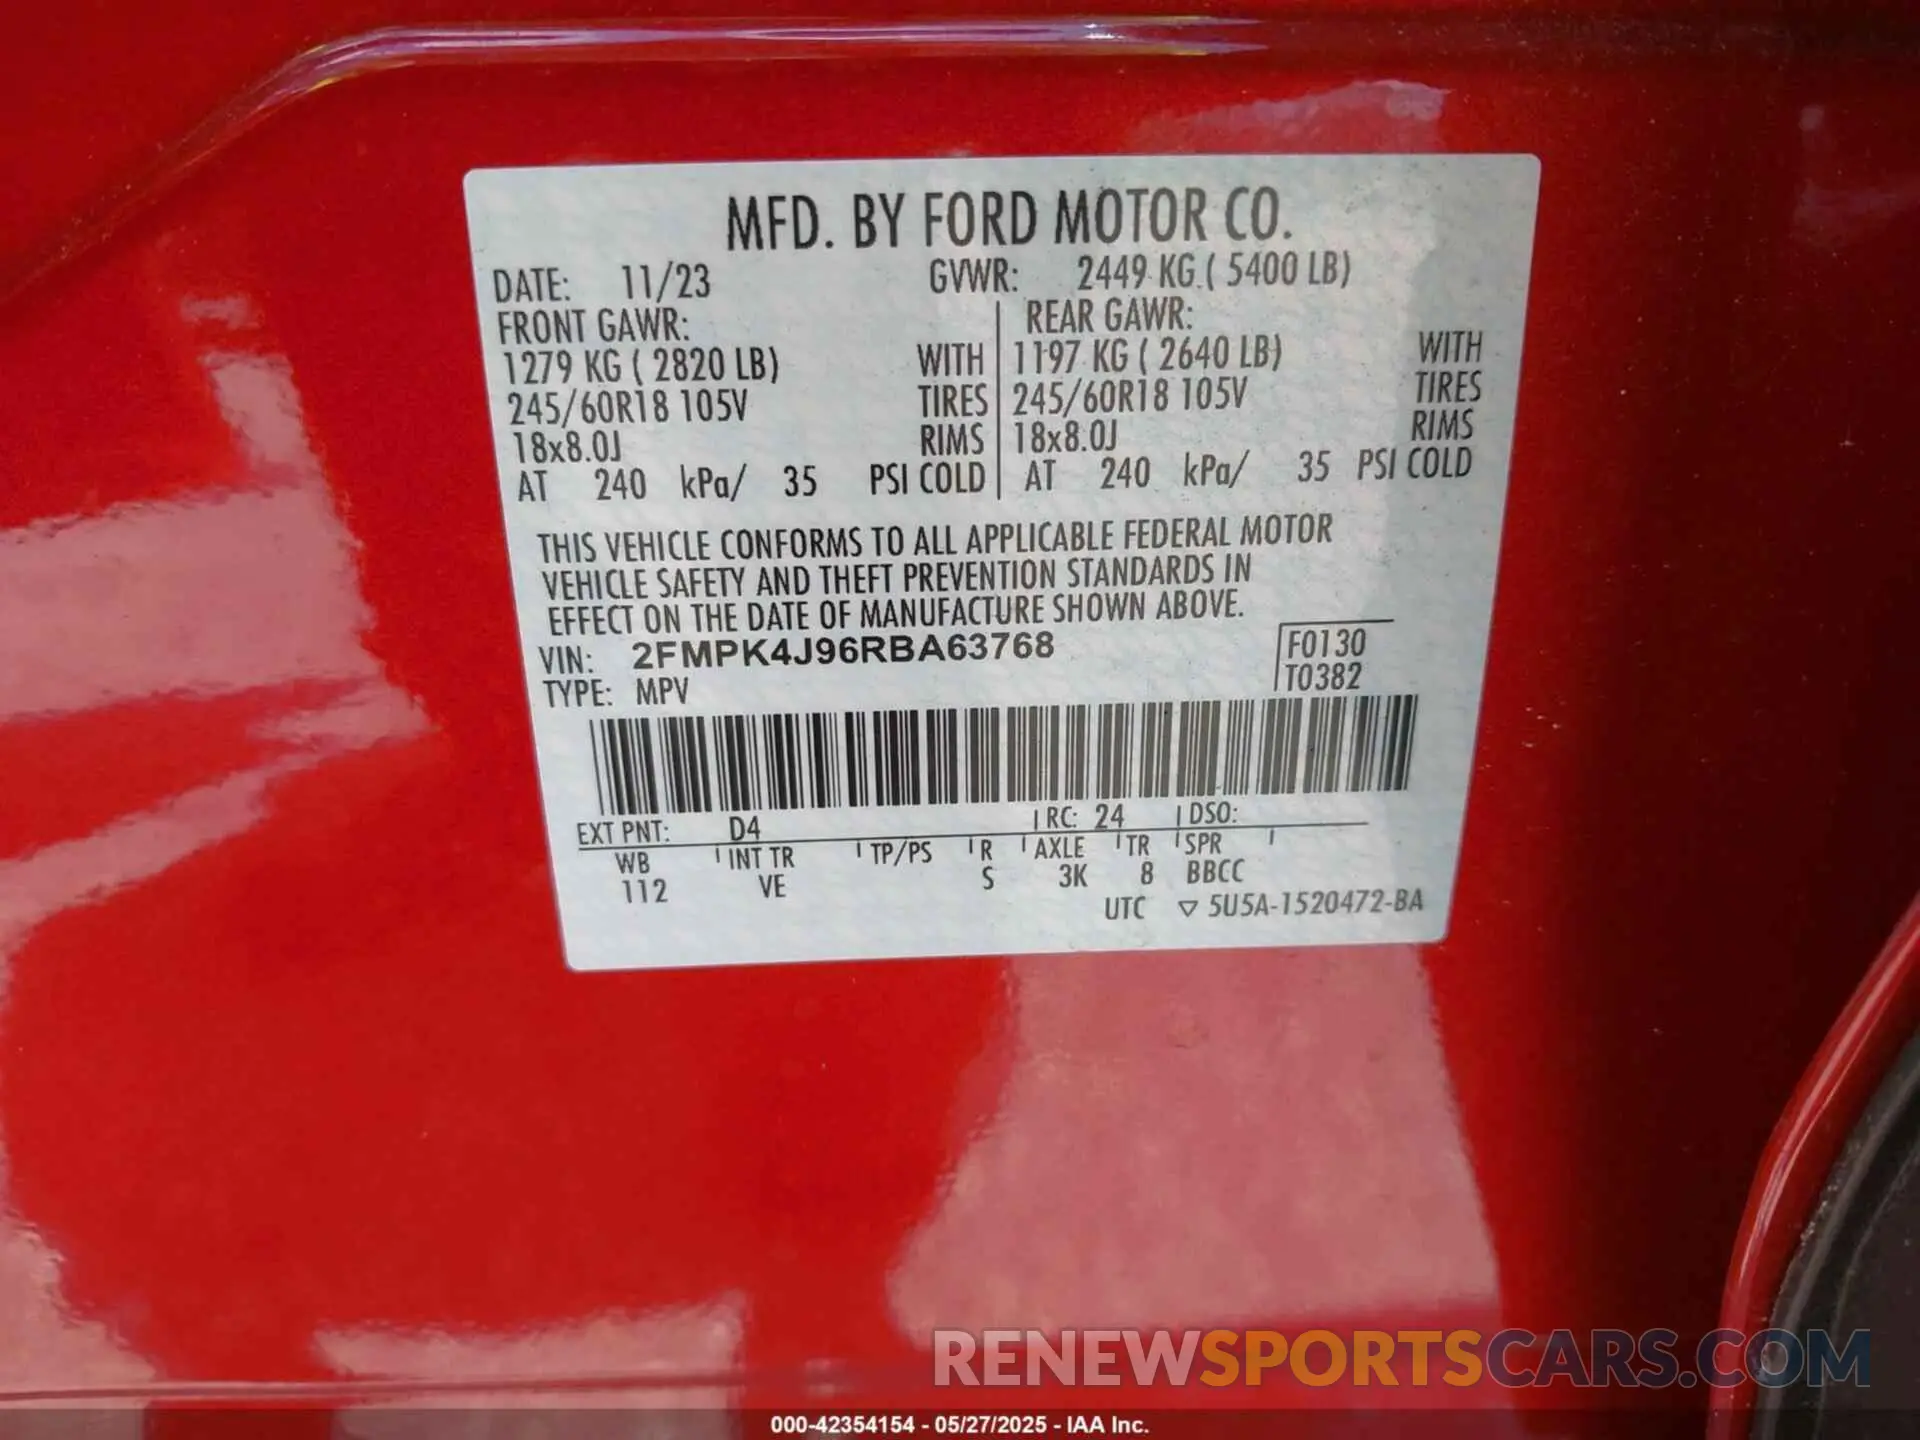 MFD. BY FORD MOTOR CO.
DATE: 11/23 GVWR: 2449 KG ( 5400 LB)
FRONT GAWR: REAR GAWR:
1279 KG ( 2820 LB) WITH 1197 KG ( 2640 LB) WITH
245/60R18 105V TIRES 245/60R18 105V TIRES
18x8.0J RIMS 18x8.0J RIMS
AT 240 kPa/ 35 PSI COLD AT 240 kPa/ 35 PSI COLD
THIS VEHICLE CONFORMS TO ALL APPLICABLE FEDERAL MOTOR
VEHICLE SAFETY AND THEFT PREVENTION STANDARDS IN
EFFECT ON THE DATE OF MANUFACTURE SHOWN ABOVE.
VIN: 2FMPK4J96RBA63768 F0130
TYPE: MPV T0382
EXT PNT: D4 RC: 24 DSO:
WB INT TR TP/PS R AXLE TR SPR
112 VE S 3K 8 BBCC
UTC ▽ 5U5A-1520472-BA
RENEWSPORTSCARS.COM
000-42354154 - 05/27/2025 - IAA Inc.